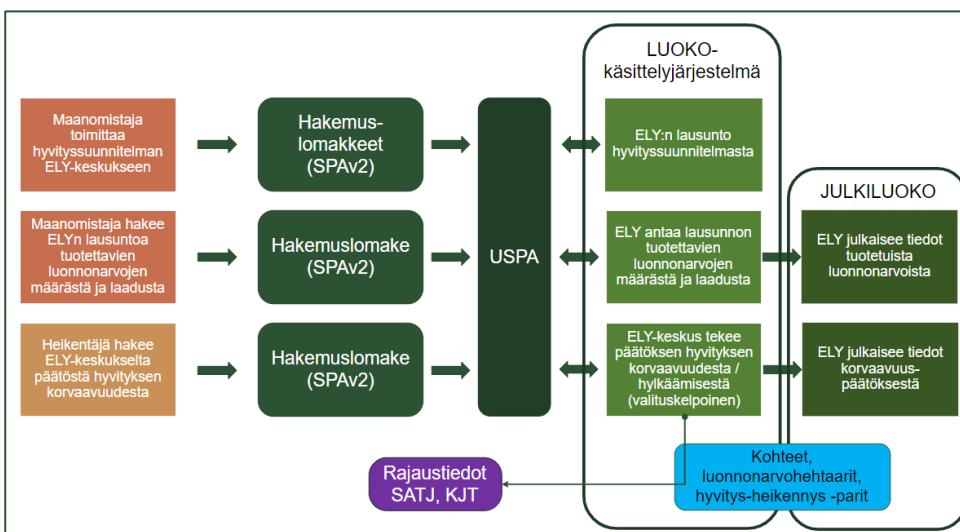 LUOKO-
käsittelyjärjestelmä
Maanomistaja
toimittaa
hyvityssuunnitelman
ELY-keskukseen
Hakemus-
lomakkeet
(SPAv2)
USPA
ELY:n lausunto
hyvityssuunnitelmasta
JULKILUOKO
Maanomistaja hakee
ELYn lausuntoa
tuotettavien
luonnonarvojen
määrästä ja laadusta
Hakemuslomake
(SPAv2)
ELY antaa lausunnon
tuotettavien
luonnonarvojen
määrästä ja laadusta
ELY julkaisee tiedot
tuotetuista
luonnonarvoista
Heikentäjä hakee
ELY-keskukselta
päätöstä hyvityksen
korvaavuudesta
Hakemuslomake
(SPAv2)
ELY-keskus tekee
päätöksen hyvityksen
korvaavuudesta /
hylkäämisestä
(valituskelpoinen)
ELY julkaisee tiedot
korvaavuus-
päätöksestä
Rajaustiedot
SATJ, KJT
Kohteet,
luonnonarvohehtaarit,
hyvitys-heikennys -parit